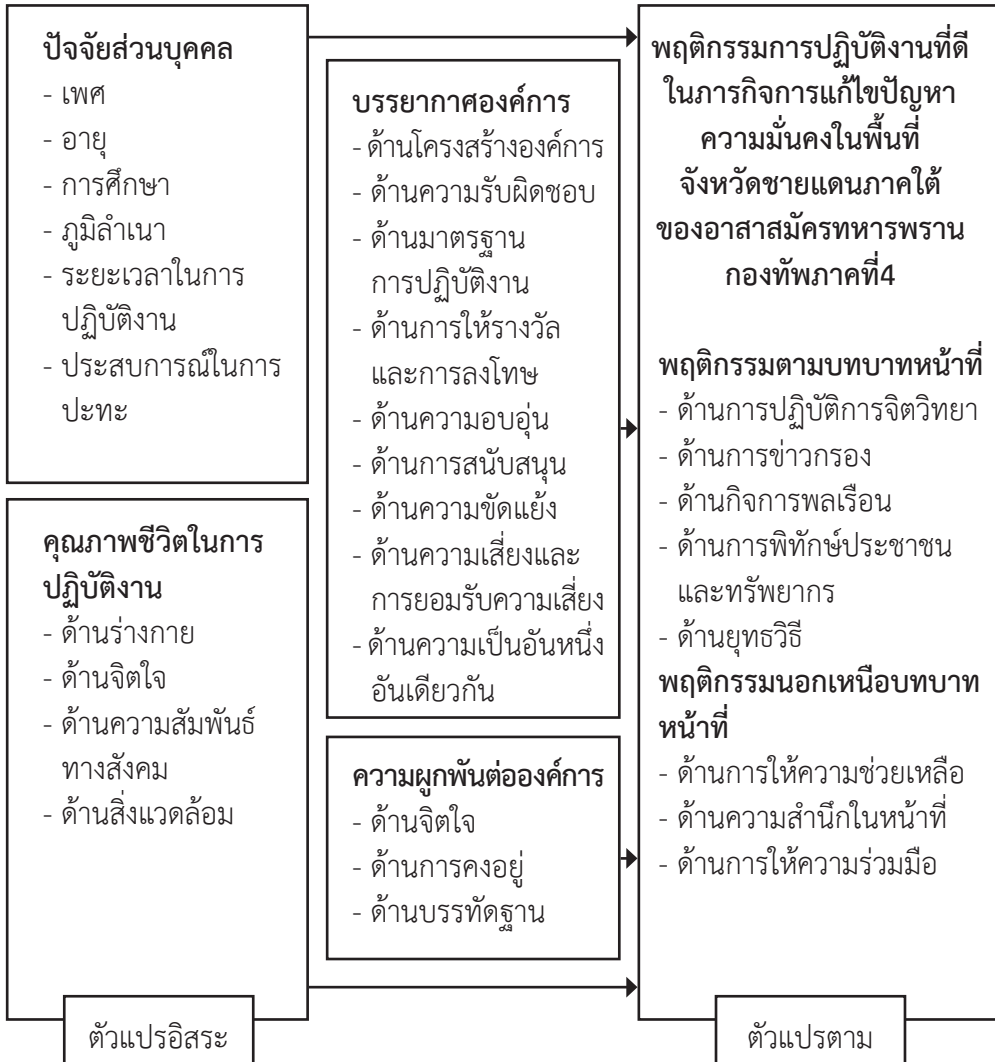 ปัจจัยส่วนบุคคล
- เพศ
- อายุ
- การศึกษา
- ภูมิลำเนา
- ระยะเวลาในการ
ปฏิบัติงาน
- ประสบการณ์ในการ
ปะทะ
คุณภาพชีวิตในการ
ปฏิบัติงาน
- ด้านร่างกาย
- ด้านจิตใจ
- ด้านความสัมพันธ์
ทางสังคม
- ด้านสิ่งแวดล้อม
ตัวแปรอิสระ
บรรยากาศองค์การ
- ด้านโครงสร้างองค์การ
- ด้านความรับผิดชอบ
- ด้านมาตรฐาน
การปฏิบัติงาน
- ด้านการให้รางวัล
และการลงโทษ
- ด้านความอบอุ่น
- ด้านการสนับสนุน
- ด้านความขัดแย้ง
- ด้านความเสี่ยงและ
การยอมรับความเสี่ยง
- ด้านความเป็นอันหนึ่ง
อันเดียวกัน
ความผูกพันต่อองค์การ
- ด้านจิตใจ
- ด้านการคงอยู่
- ด้านบรรทัดฐาน
พฤติกรรมการปฏิบัติงานที่ดี
ในภารกิจการแก้ไขปัญหา
ความมั่นคงในพื้นที่
จังหวัดชายแดนภาคใต้
ของอาสาสมัครทหารพราน
กองทัพภาคที่4
พฤติกรรมตามบทบาทหน้าที่
- ด้านการปฏิบัติการจิตวิทยา
- ด้านการข่าวกรอง
- ด้านกิจการพลเรือน
- ด้านการพิทักษ์ประชาชน
และทรัพยากร
- ด้านยุทธวิธี
พฤติกรรมนอกเหนือบทบาท
หน้าที่
- ด้านการให้ความช่วยเหลือ
- ด้านความสำนึกในหน้าที่
- ด้านการให้ความร่วมมือ
ตัวแปรตาม